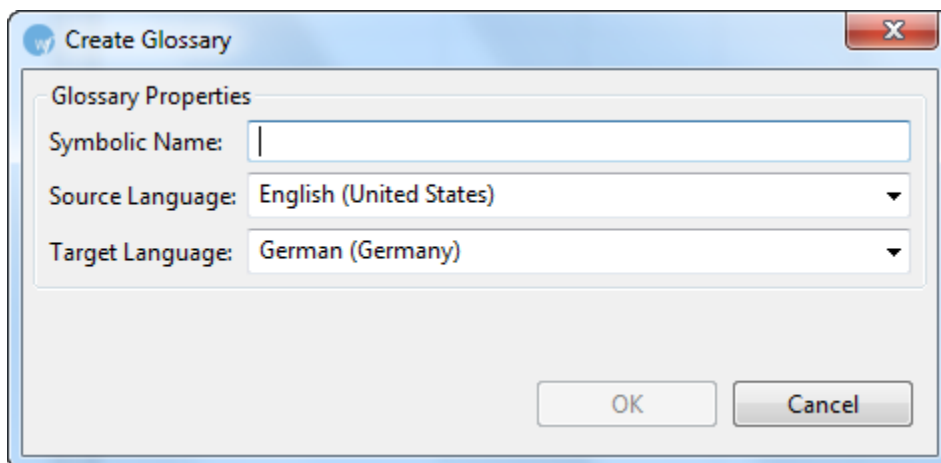 Create Glossary
Glossary Properties
Symbolic Name:
Source Language: English (United States)
Target Language: German (Germany)
OK Cancel